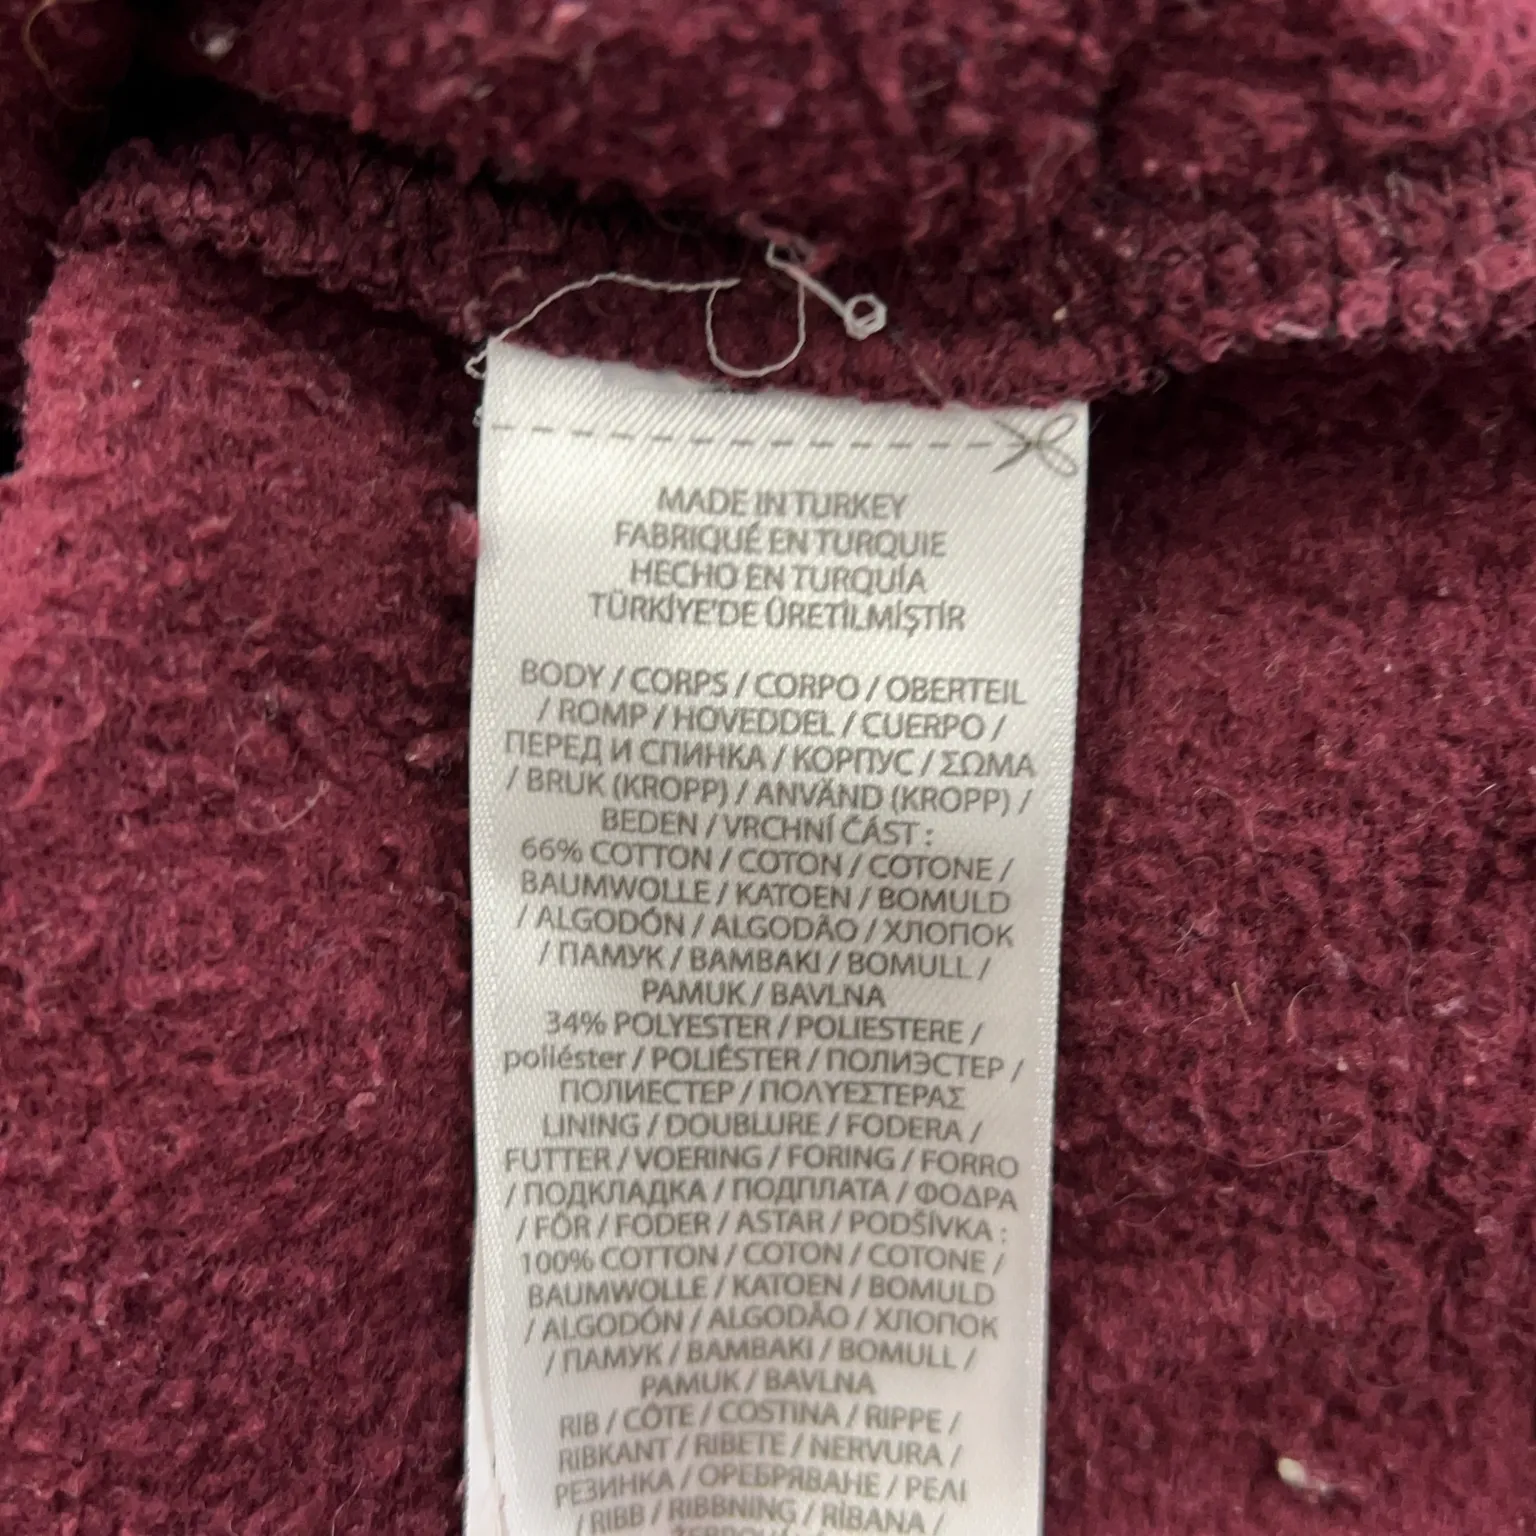 MADE IN TURKEY
FABRIQUÉ EN TURQUIE
HECHO EN TURQUÍA
TÜRKİYE'DE ÜRETİLMİŞTİR
BODY / CORPS / CORPO / OBERTEIL
/ ROMP / HOVEDDEL / CUERPO /
ПЕРЕД И СПИНКА / КОРПУС / ΣΩΜΑ
/ BRUK (KROPP) / ANVÄND (KROPP) /
BEDEN / VRCHNÍ ČÁST :
66% COTTON / COTON / COTONE /
BAUMWOLLE / KATOEN / BOMULD
/ ALGODÓN / ALGODÃO / ХЛОПОК
/ ПАМУК / ΒΑΜΒΑΚΙ / BOMULL /
PAMUK / BAVLNA
34% POLYESTER / POLIESTERE /
poliéster / POLIÉSTER / ПОЛИЭСТЕР /
ПОЛИЕСТЕР / ΠΟΛΥΕΣΤΕΡΑΣ
LINING / DOUBLURE / FODERA /
FUTTER / VOERING / FORING / FORRO
/ ПОДКЛАДКА / ПОДПЛАТА / ΦΟΔΡΑ
/ FÔR / FODER / ASTAR / PODŠÍVKA :
100% COTTON / COTON / COTONE /
BAUMWOLLE / KATOEN / BOMULD
/ ALGODÓN / ALGODÃO / ХЛОПОК
/ ПАМУК / ΒΑΜΒΑΚΙ / BOMULL /
PAMUK / BAVLNA
RIB / CÔTE / COSTINA / RIPPE /
RIBKANT / RIBETE / NERVURA /
РЕЗИНКА / ОРЕБРЯВАНЕ / ΡΕΛΙ
/ RIBB / RIBBNING / RİBANA /